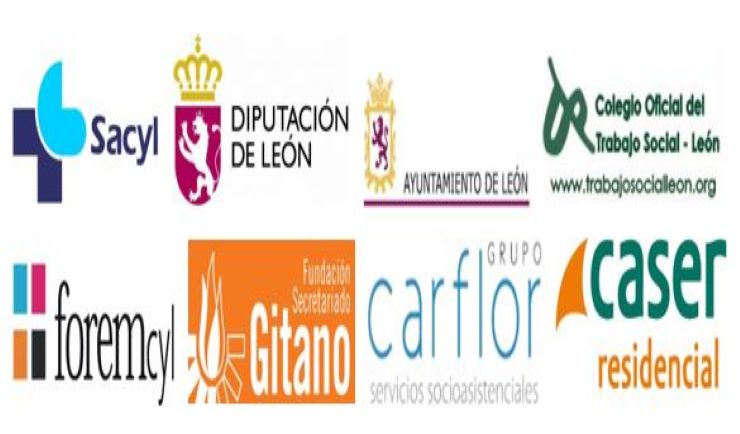 Sacyl
DIPUTACIÓN
DE LEÓN
AYUNTAMIENTO DE LEÓN
Colegio Oficial del
Trabajo Social - León
www.trabajosocialleon.org
foremcyl
Fundación
Secretariado
Gitano
GRUPO
carflor
servicios socioasistenciales
caser
residencial